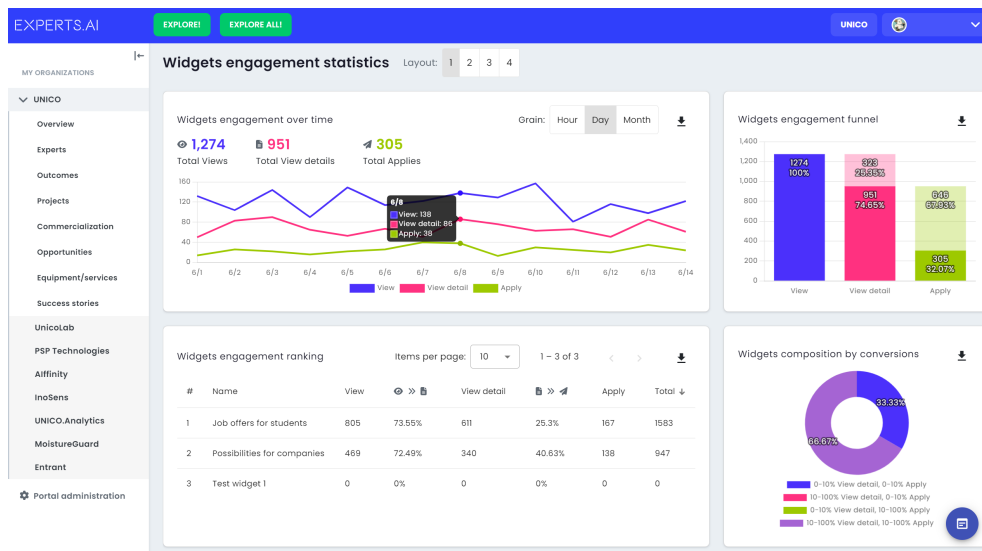 EXPERTS.AI
EXPLORE!
EXPLORE ALL!
UNICO
MY ORGANIZATIONS
UNICO
Overview
Experts
Outcomes
Projects
Commercialization
Opportunities
Equipment/services
Success stories
UnicoLab
PSP Technologies
AIffinity
InoSens
UNICO.Analytics
MoistureGuard
Entrant
Portal administration
Widgets engagement statistics
Layout: 1 2 3 4
Widgets engagement over time
Grain: Hour Day Month
1,274 951 305
Total Views Total View details Total Applies
160
120
80
40
0
6/8
View: 138
View detail: 86
Apply: 38
6/1 6/2 6/3 6/4 6/5 6/6 6/7 6/8 6/9 6/10 6/11 6/12 6/13 6/14
View View detail Apply
Widgets engagement funnel
1,400
1,200
1,000
800
600
400
200
0
1274
100%
323
25.35%
951
74.65%
646
67.93%
305
32.07%
View View detail Apply
Widgets engagement ranking
Items per page: 10 1 – 3 of 3
# Name View View detail Apply Total
1 Job offers for students 805 73.55% 611 25.3% 167 1583
2 Possibilities for companies 469 72.49% 340 40.63% 138 947
3 Test widget 1 0 0% 0 0% 0 0
Widgets composition by conversions
33.33%
66.67%
0-10% View detail, 0-10% Apply
10-100% View detail, 0-10% Apply
0-10% View detail, 10-100% Apply
10-100% View detail, 10-100% Apply